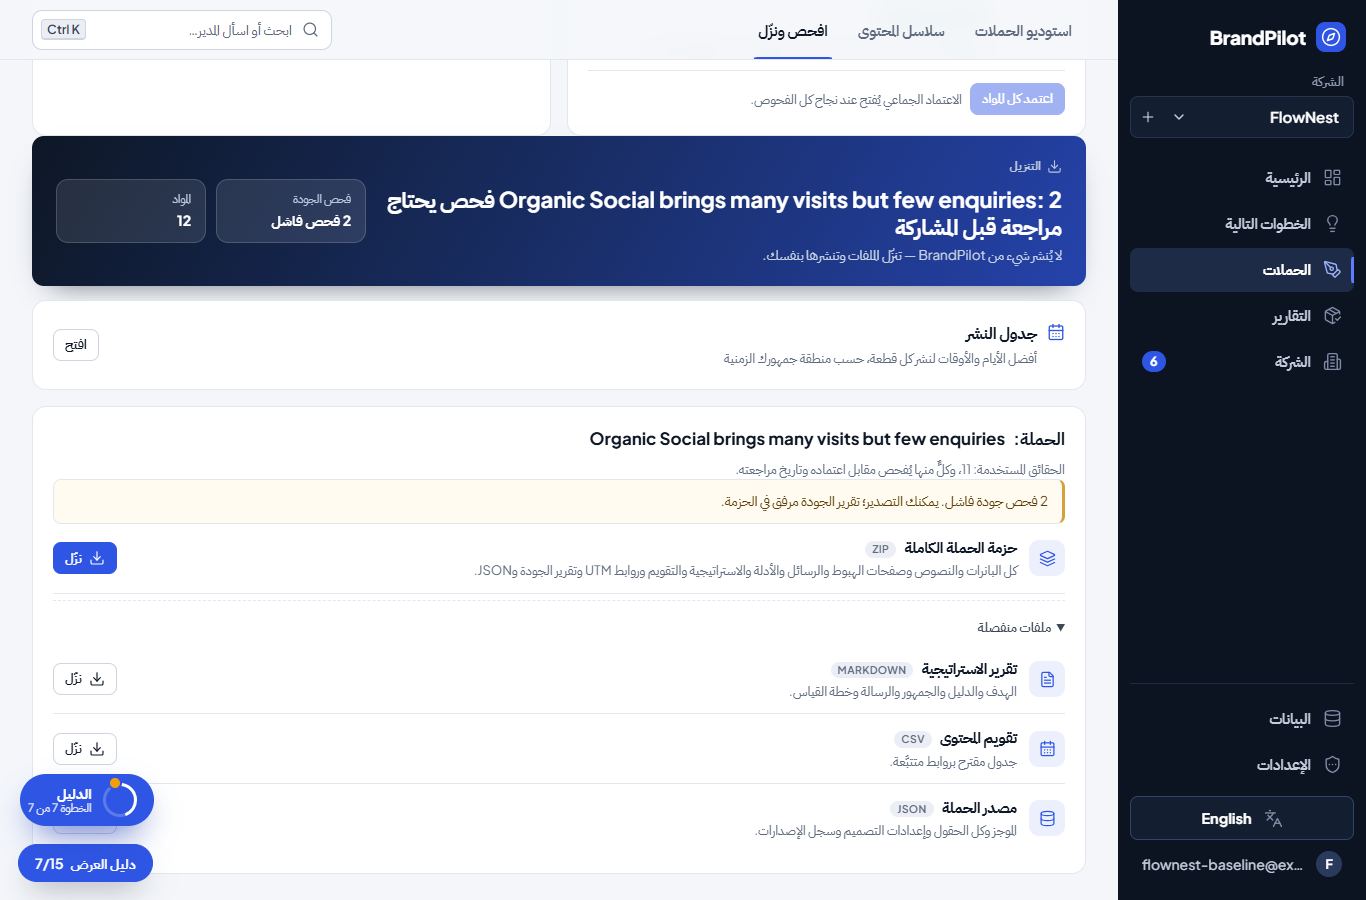 BrandPilot
الشركة
FlowNest
الرئيسية
الخطوات التالية
الحملات
التقارير
الشركة
6
البيانات
الإعدادات
English
flownest-baseline@ex...
F
استوديو الحملات
سلاسل المحتوى
افحص ونزّل
ابحث أو اسأل المدير...
Ctrl K
اعتمد كل المواد
الاعتماد الجماعي يُفتح عند نجاح كل الفحوص.
التنزيل
Organic Social brings many visits but few enquiries: 2 فحص يحتاج
مراجعة قبل المشاركة
لا يُنشر شيء من BrandPilot — تنزّل الملفات وتنشرها بنفسك.
فحص الجودة
2 فحص فاشل
المواد
12
جدول النشر
أفضل الأيام والأوقات لنشر كل قطعة، حسب منطقة جمهورك الزمنية
افتح
الحملة: Organic Social brings many visits but few enquiries
الحقائق المستخدمة: 11، وكلٌّ منها يُفحص مقابل اعتماده وتاريخ مراجعته.
2 فحص جودة فاشل. يمكنك التصدير؛ تقرير الجودة مرفق في الحزمة.
حزمة الحملة الكاملة ZIP
كل البانرات والنصوص وصفحات الهبوط والرسائل والأدلة والاستراتيجية والتقويم وروابط UTM وتقرير الجودة وJSON.
نزّل
▼ ملفات منفصلة
تقرير الاستراتيجية MARKDOWN
الهدف والدليل والجمهور والرسالة وخطة القياس.
نزّل
تقويم المحتوى CSV
جدول مقترح بروابط متتبَّعة.
نزّل
مصدر الحملة JSON
الموجز وكل الحقول وإعدادات التصميم وسجل الإصدارات.
الدليل
الخطوة 7 من 7
دليل العرض 7/15